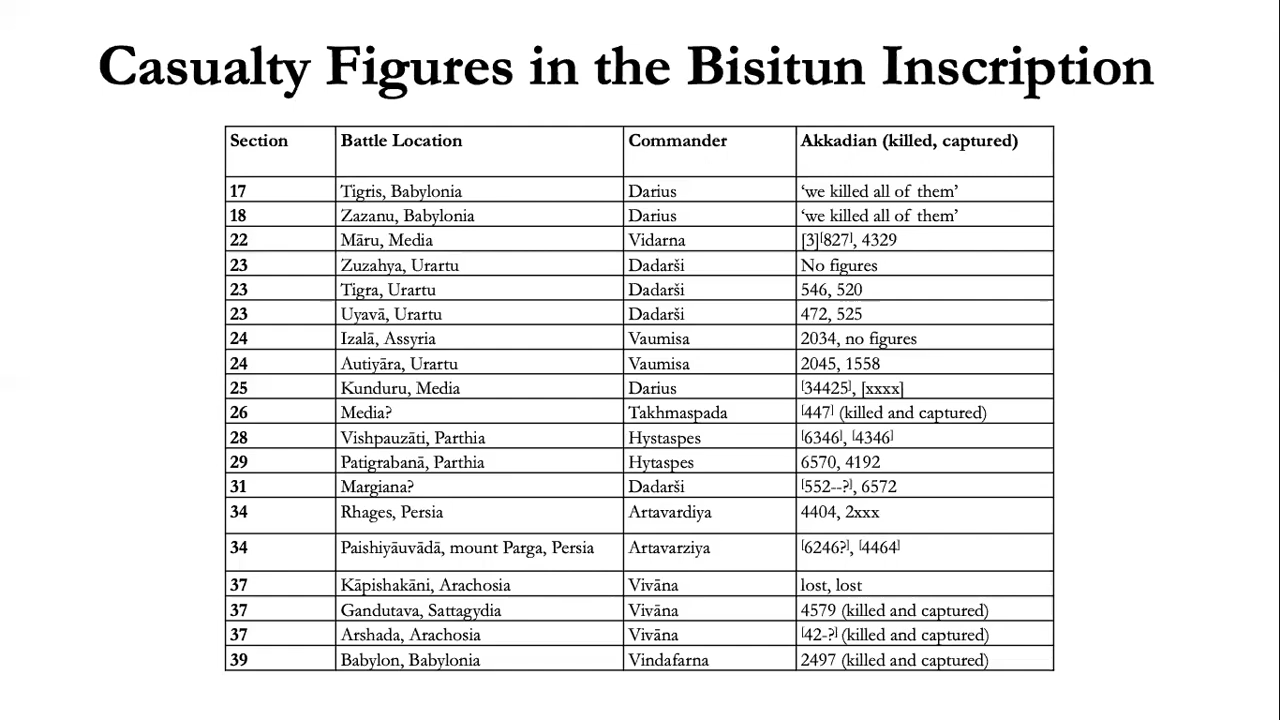 Casualty Figures in the Bisitun Inscription
Section Battle Location Commander Akkadian (killed, captured)
17 Tigris, Babylonia Darius ‘we killed all of them’
18 Zazanu, Babylonia Darius ‘we killed all of them’
22 Māru, Media Vidarna [3]⸢827⸣, 4329
23 Zuzahya, Urartu Dadarši No figures
23 Tigra, Urartu Dadarši 546, 520
23 Uyavā, Urartu Dadarši 472, 525
24 Izalā, Assyria Vaumisa 2034, no figures
24 Autiyāra, Urartu Vaumisa 2045, 1558
25 Kunduru, Media Darius ⸢34425⸣, [xxxx]
26 Media? Takhmaspada ⸢447⸣ (killed and captured)
28 Vishpauzāti, Parthia Hystaspes ⸢6346⸣, ⸢4346⸣
29 Patigrabanā, Parthia Hytaspes 6570, 4192
31 Margiana? Dadarši ⸢552--?⸣, 6572
34 Rhages, Persia Artavardiya 4404, 2xxx
34 Paishiyāuvādā, mount Parga, Persia Artavarziya ⸢6246?⸣, ⸢4464⸣
37 Kāpishakāni, Arachosia Vivāna lost, lost
37 Gandutava, Sattagydia Vivāna 4579 (killed and captured)
37 Arshada, Arachosia Vivāna ⸢42-?⸣ (killed and captured)
39 Babylon, Babylonia Vindafarna 2497 (killed and captured)